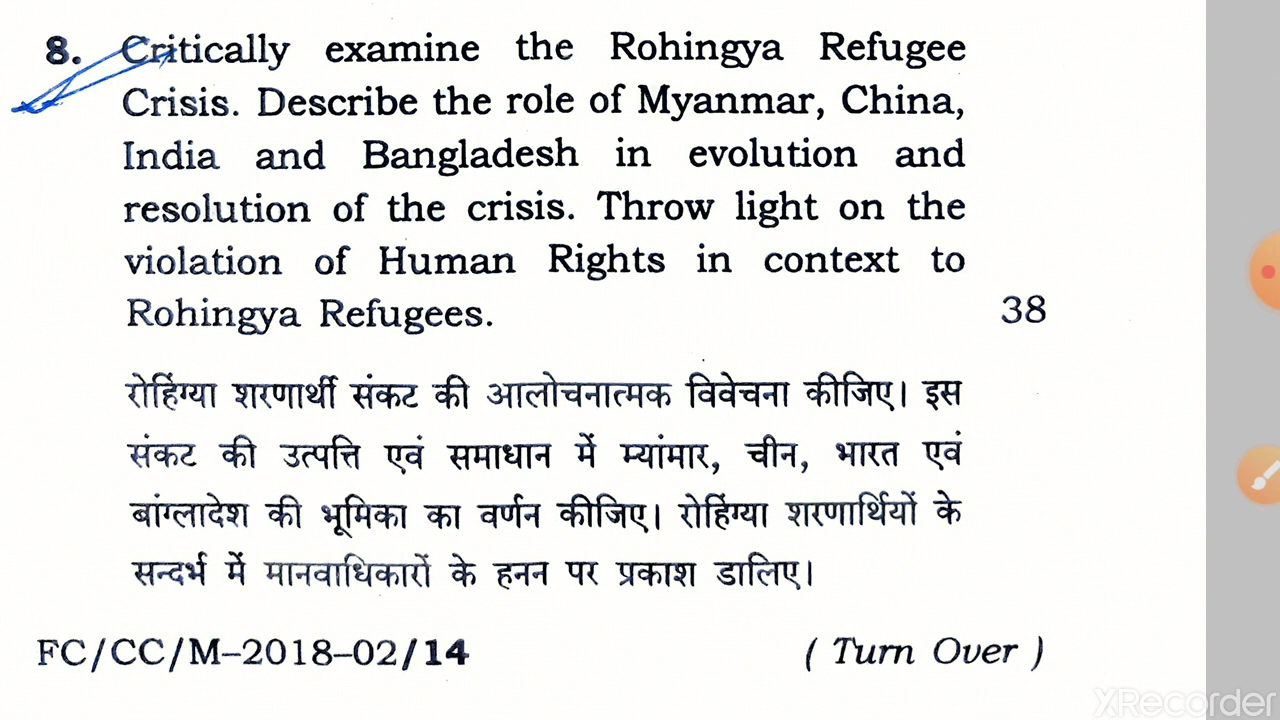 8. Critically examine the Rohingya Refugee
Crisis. Describe the role of Myanmar, China,
India and Bangladesh in evolution and
resolution of the crisis. Throw light on the
violation of Human Rights in context to
Rohingya Refugees. 38
रोहिंग्या शरणार्थी संकट की आलोचनात्मक विवेचना कीजिए। इस
संकट की उत्पत्ति एवं समाधान में म्यांमार, चीन, भारत एवं
बांग्लादेश की भूमिका का वर्णन कीजिए। रोहिंग्या शरणार्थियों के
सन्दर्भ में मानवाधिकारों के हनन पर प्रकाश डालिए।
FC/CC/M–2018–02/14 ( Turn Over )
XRecorder